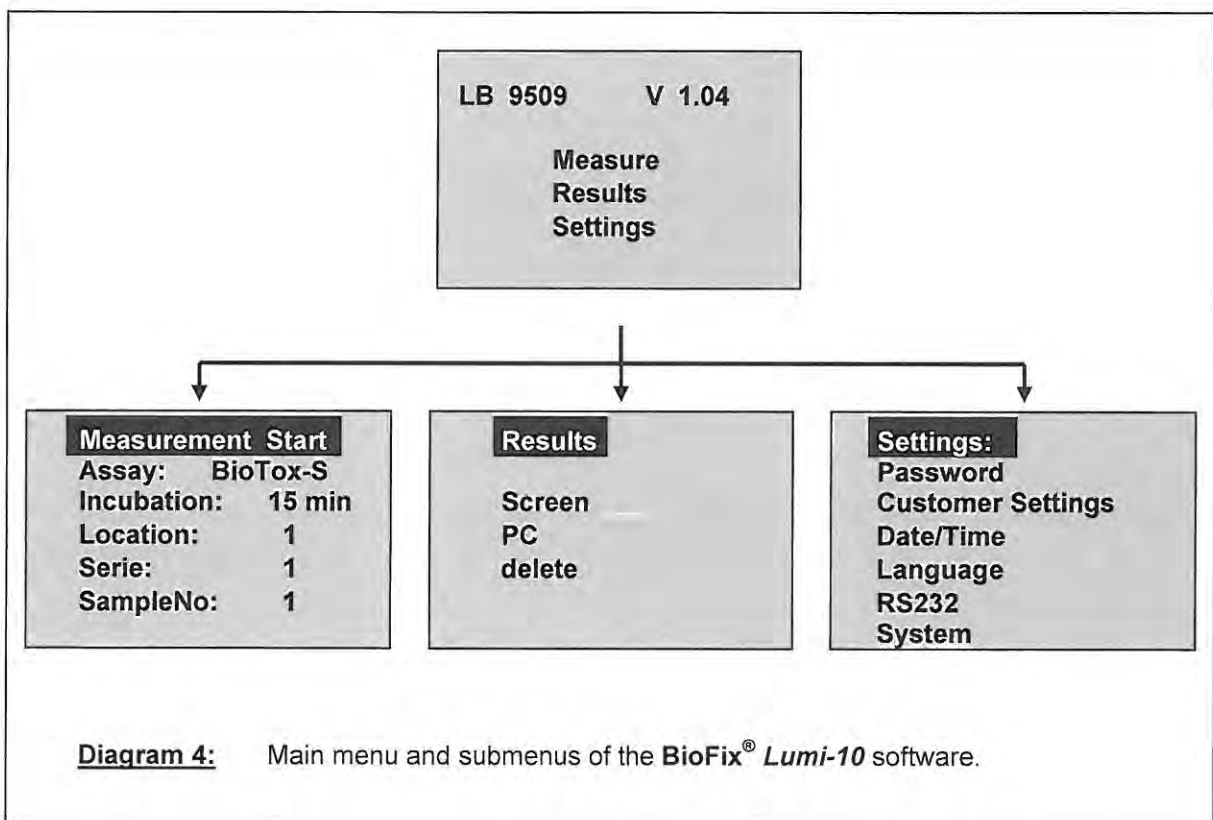 LB 9509 V 1.04
Measure
Results
Settings
Measurement Start
Assay: BioTox-S
Incubation: 15 min
Location: 1
Serie: 1
SampleNo: 1
Results
Screen
PC
delete
Settings:
Password
Customer Settings
Date/Time
Language
RS232
System
Diagram 4: Main menu and submenus of the BioFix® Lumi-10 software.